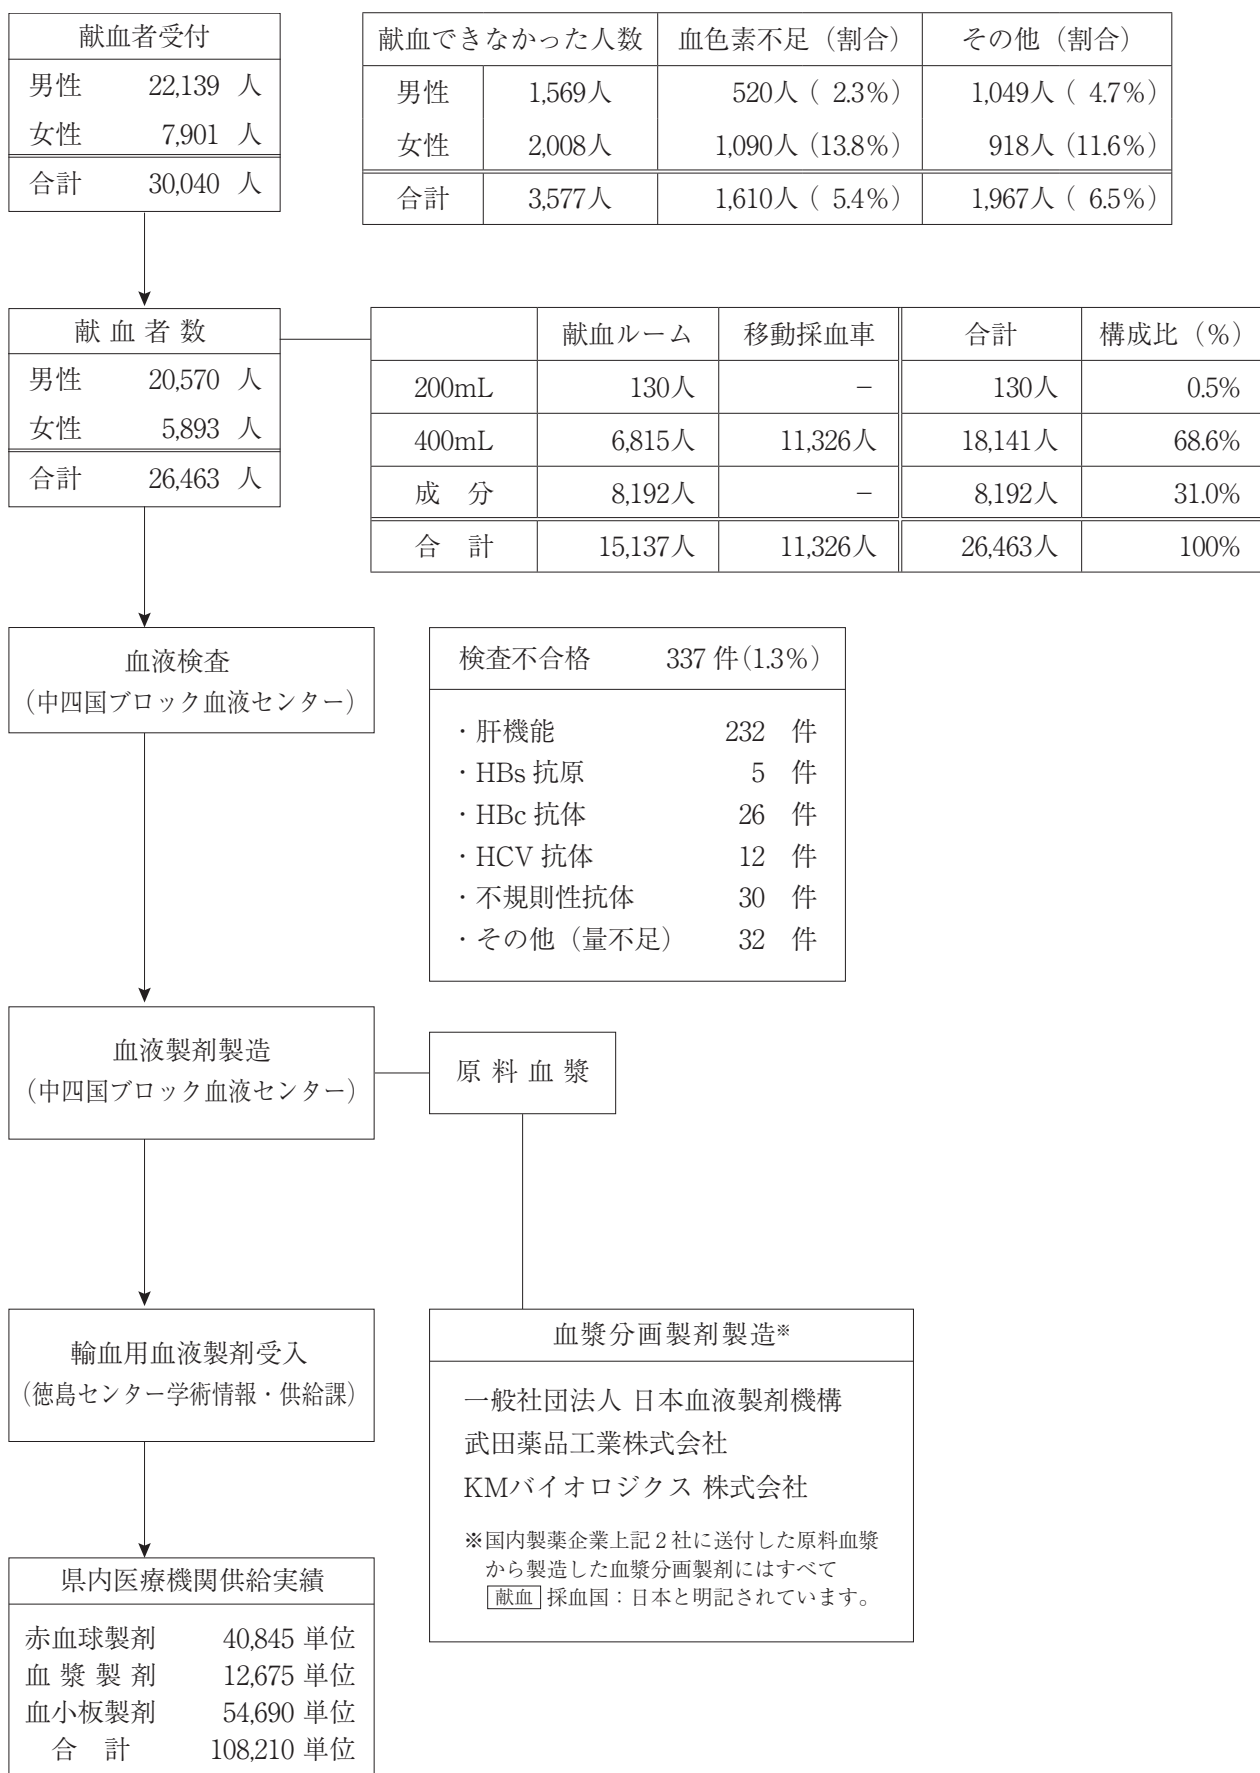 献血者受付
男性 22,139 人
女性 7,901 人
合計 30,040 人
献血できなかった人数 血色素不足（割合） その他（割合）
男性 1,569人 520人（ 2.3%） 1,049人（ 4.7%）
女性 2,008人 1,090人（13.8%） 918人（11.6%）
合計 3,577人 1,610人（ 5.4%） 1,967人（ 6.5%）
献血者数
男性 20,570 人
女性 5,893 人
合計 26,463 人
献血ルーム 移動採血車 合計 構成比（%）
200mL 130人 － 130人 0.5%
400mL 6,815人 11,326人 18,141人 68.6%
成 分 8,192人 － 8,192人 31.0%
合 計 15,137人 11,326人 26,463人 100%
血液検査
（中四国ブロック血液センター）
検査不合格 337 件（1.3%）
・肝機能 232 件
・HBs 抗原 5 件
・HBc 抗体 26 件
・HCV 抗体 12 件
・不規則性抗体 30 件
・その他（量不足） 32 件
血液製剤製造
（中四国ブロック血液センター）
原料血漿
輸血用血液製剤受入
（徳島センター学術情報・供給課）
血漿分画製剤製造※
一般社団法人 日本血液製剤機構
武田薬品工業株式会社
KMバイオロジクス 株式会社
※国内製薬企業上記２社に送付した原料血漿
から製造した血漿分画製剤にはすべて
献血 採血国：日本と明記されています。
県内医療機関供給実績
赤血球製剤 40,845 単位
血漿製剤 12,675 単位
血小板製剤 54,690 単位
合 計 108,210 単位